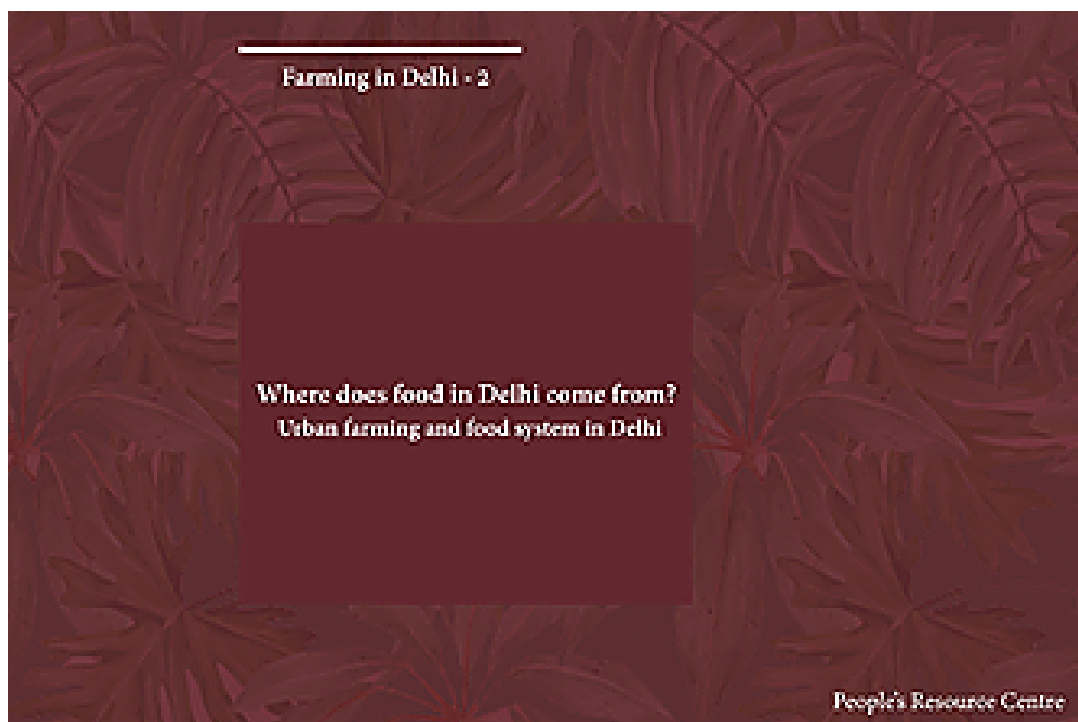 Farming in Delhi - 2
Where does food in Delhi come from?
Urban farming and food system in Delhi
People's Resource Centre